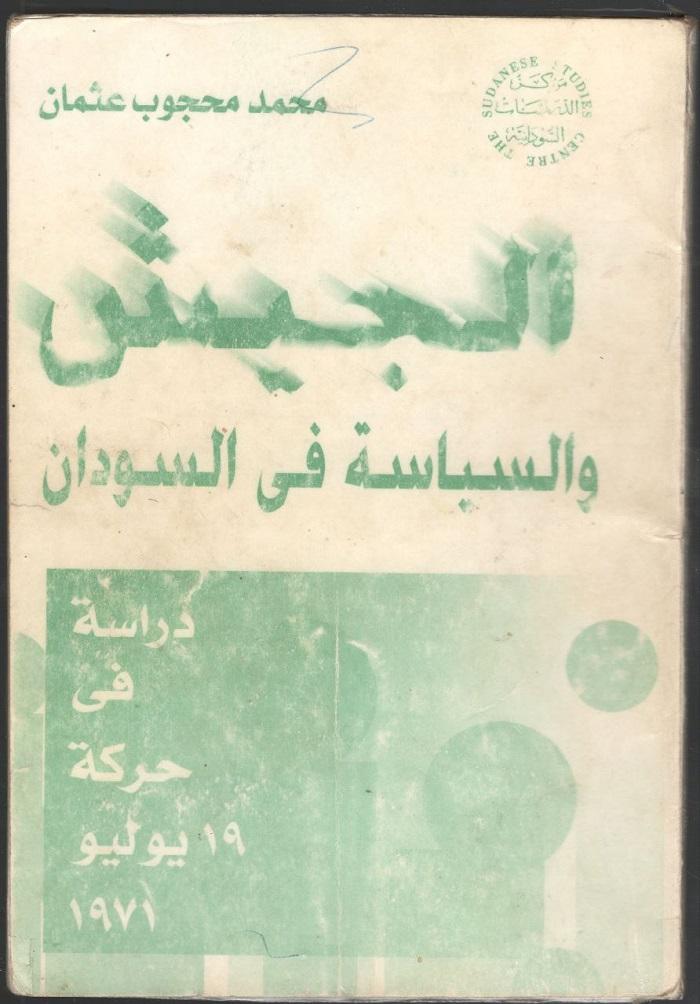 محمد محجوب عثمان
THE SUDANESE STUDIES CENTRE
مركز
الدراسات
السودانية
الجيش
والسياسة فى السودان
دراسة
فى
حركة
١٩ يوليو
١٩٧١